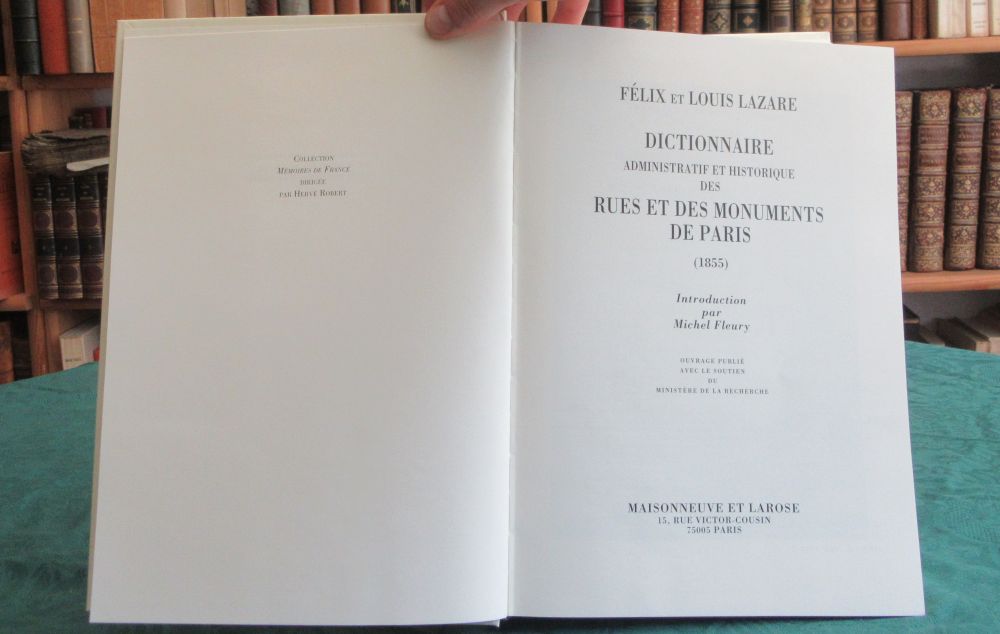 COLLECTION
MÉMOIRES DE FRANCE
DIRIGÉE
PAR HERVÉ ROBERT
FÉLIX ET LOUIS LAZARE
DICTIONNAIRE
ADMINISTRATIF ET HISTORIQUE
DES
RUES ET DES MONUMENTS
DE PARIS
(1855)
Introduction
par
Michel Fleury
OUVRAGE PUBLIÉ
AVEC LE SOUTIEN
DU
MINISTÈRE DE LA RECHERCHE
MAISONNEUVE ET LAROSE
15, RUE VICTOR-COUSIN
75005 PARIS